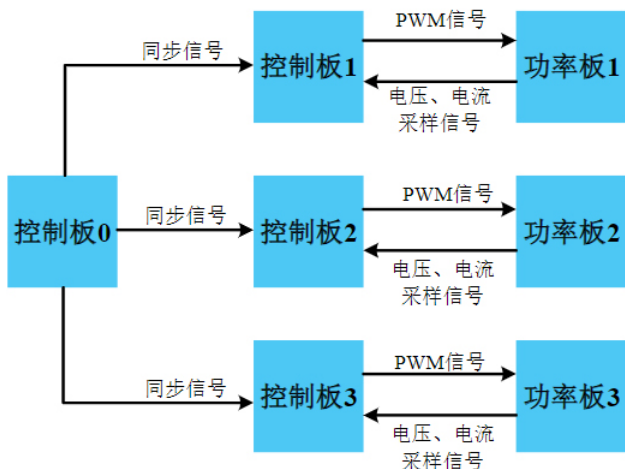 PWM信号
同步信号
控制板1
功率板1
电压、电流
采样信号
PWM信号
同步信号
控制板0
控制板2
功率板2
电压、电流
采样信号
PWM信号
同步信号
控制板3
功率板3
电压、电流
采样信号